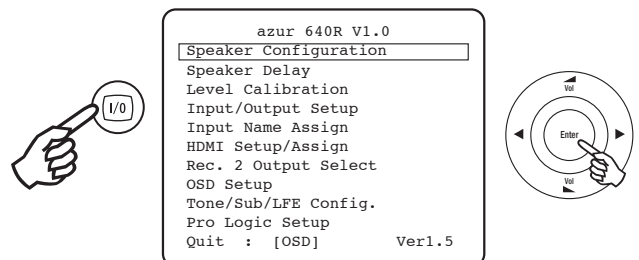 I/0
azur 640R V1.0
Speaker Configuration
Speaker Delay
Level Calibration
Input/Output Setup
Input Name Assign
HDMI Setup/Assign
Rec. 2 Output Select
OSD Setup
Tone/Sub/LFE Config.
Pro Logic Setup
Quit : [OSD] Ver1.5
Vol
Enter
Vol